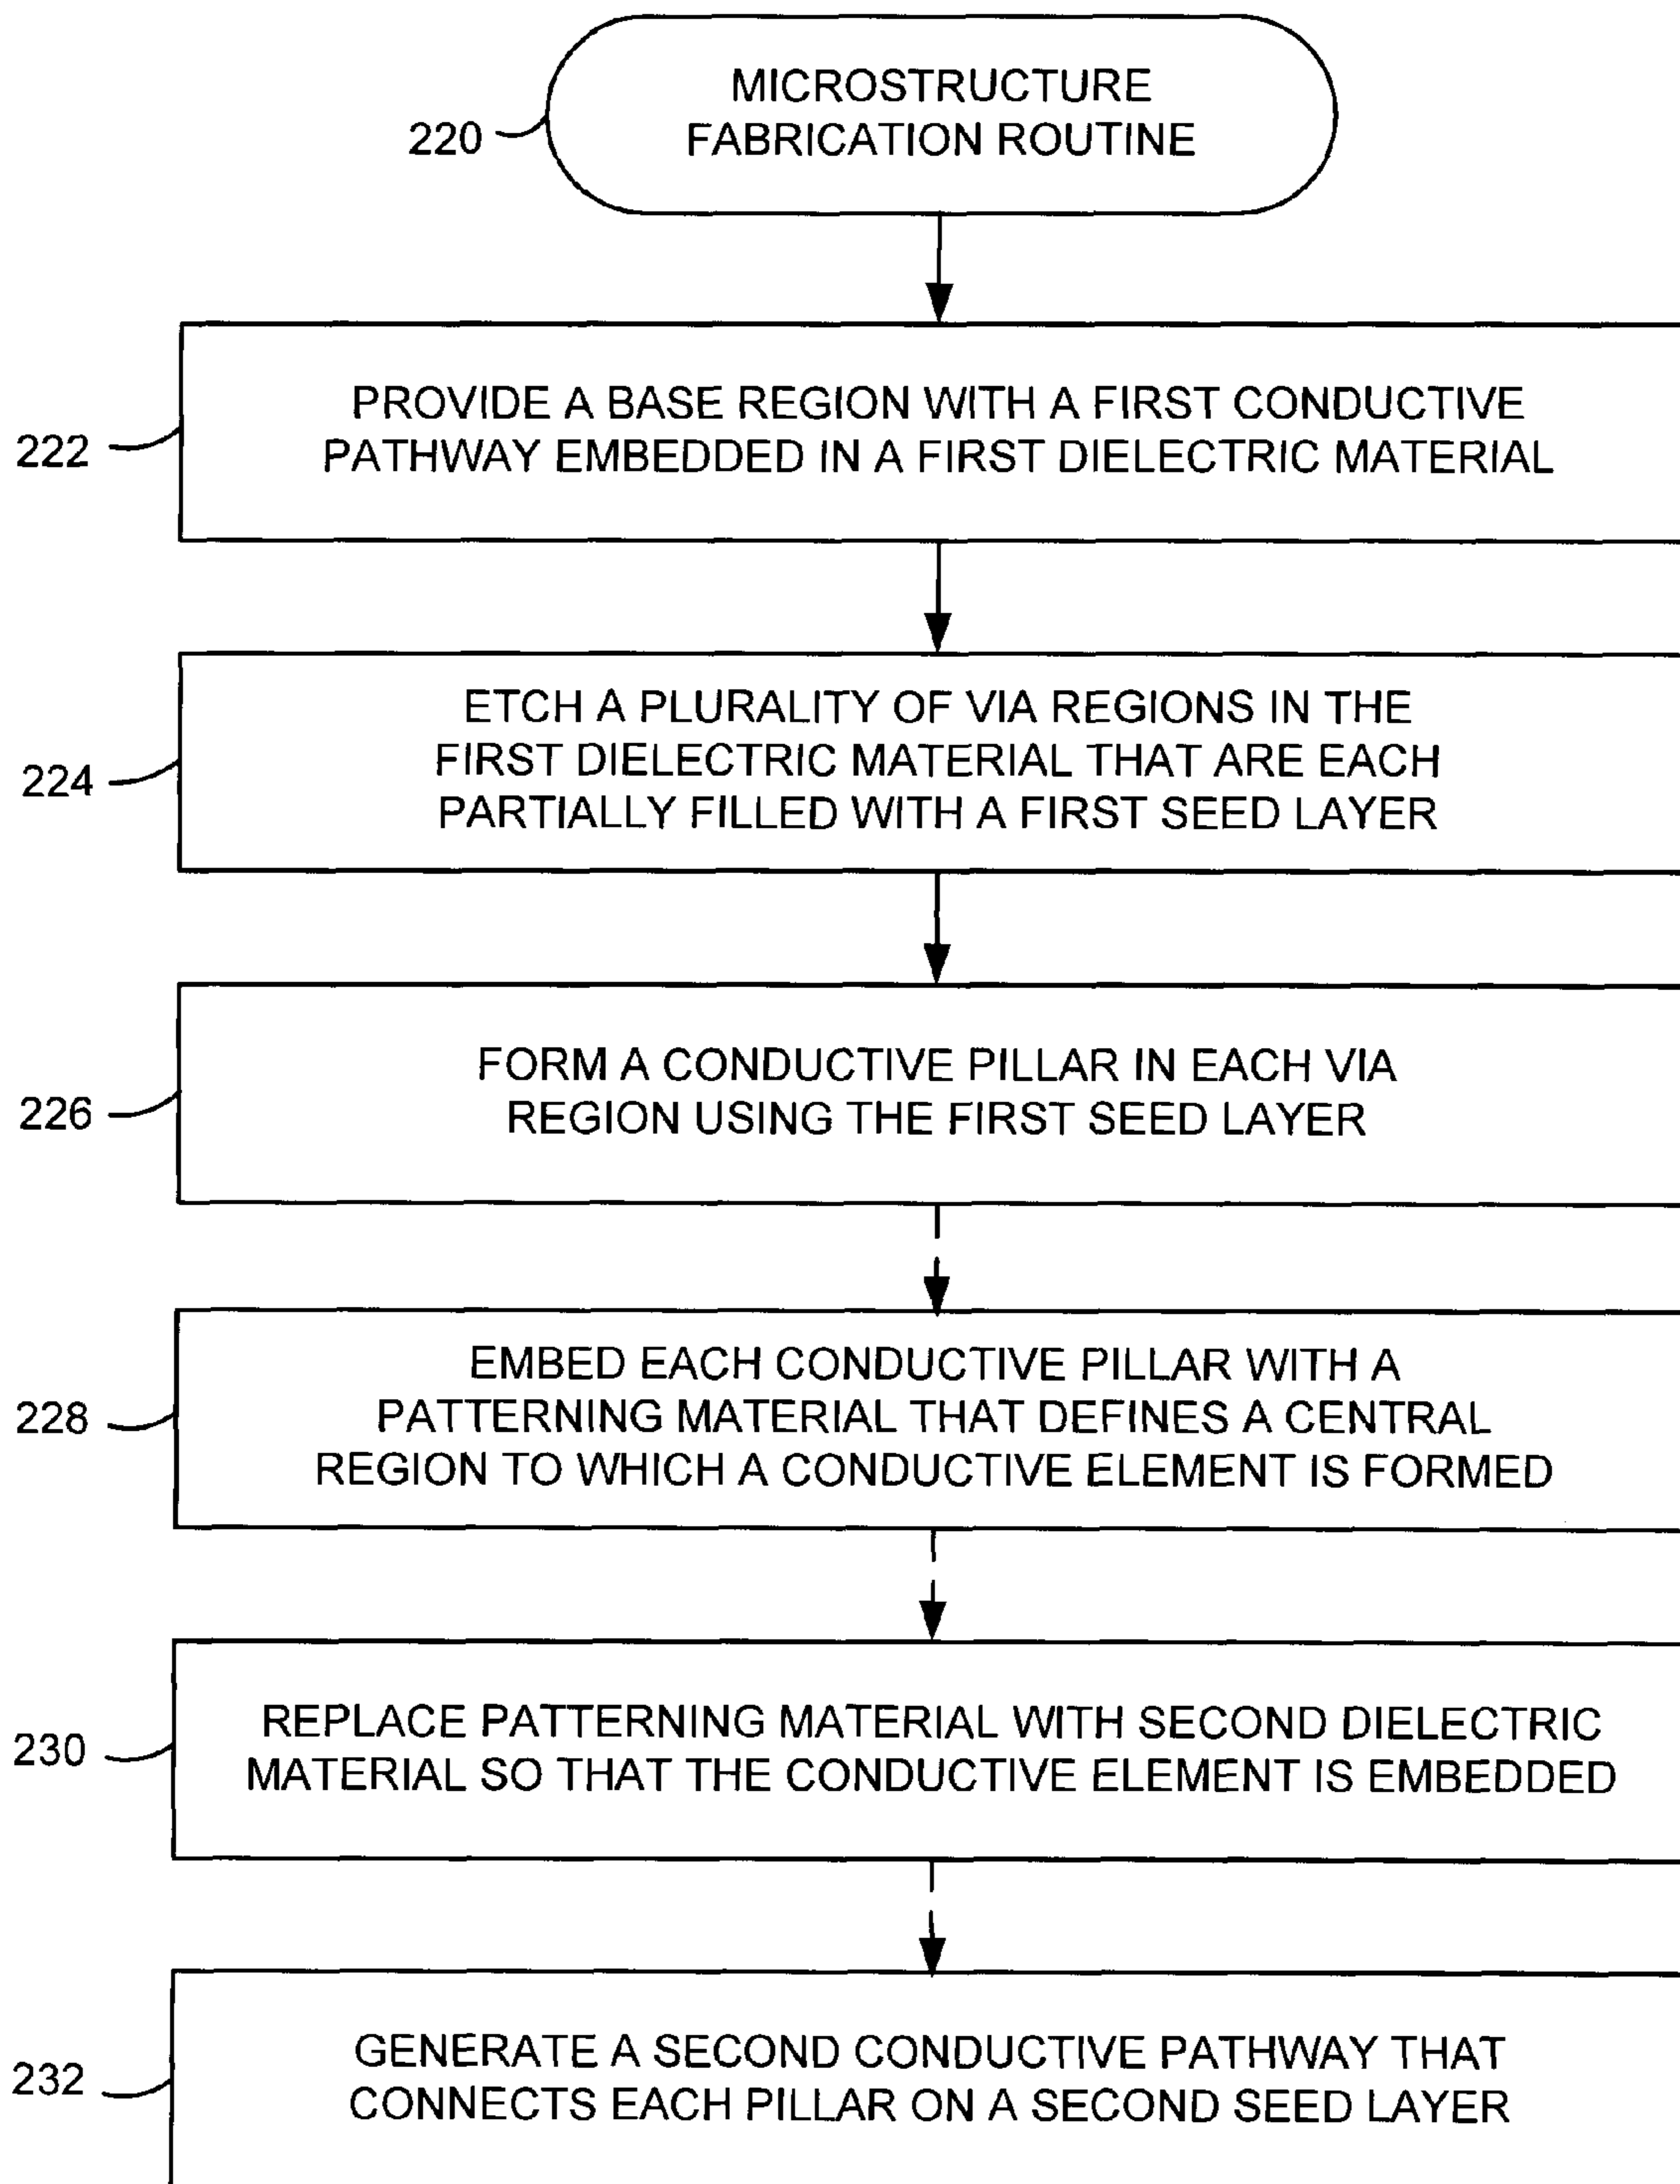 MICROSTRUCTURE
FABRICATION ROUTINE
220
PROVIDE A BASE REGION WITH A FIRST CONDUCTIVE
PATHWAY EMBEDDED IN A FIRST DIELECTRIC MATERIAL
222
ETCH A PLURALITY OF VIA REGIONS IN THE
FIRST DIELECTRIC MATERIAL THAT ARE EACH
PARTIALLY FILLED WITH A FIRST SEED LAYER
224
FORM A CONDUCTIVE PILLAR IN EACH VIA
REGION USING THE FIRST SEED LAYER
226
EMBED EACH CONDUCTIVE PILLAR WITH A
PATTERNING MATERIAL THAT DEFINES A CENTRAL
REGION TO WHICH A CONDUCTIVE ELEMENT IS FORMED
228
REPLACE PATTERNING MATERIAL WITH SECOND DIELECTRIC
MATERIAL SO THAT THE CONDUCTIVE ELEMENT IS EMBEDDED
230
GENERATE A SECOND CONDUCTIVE PATHWAY THAT
CONNECTS EACH PILLAR ON A SECOND SEED LAYER
232